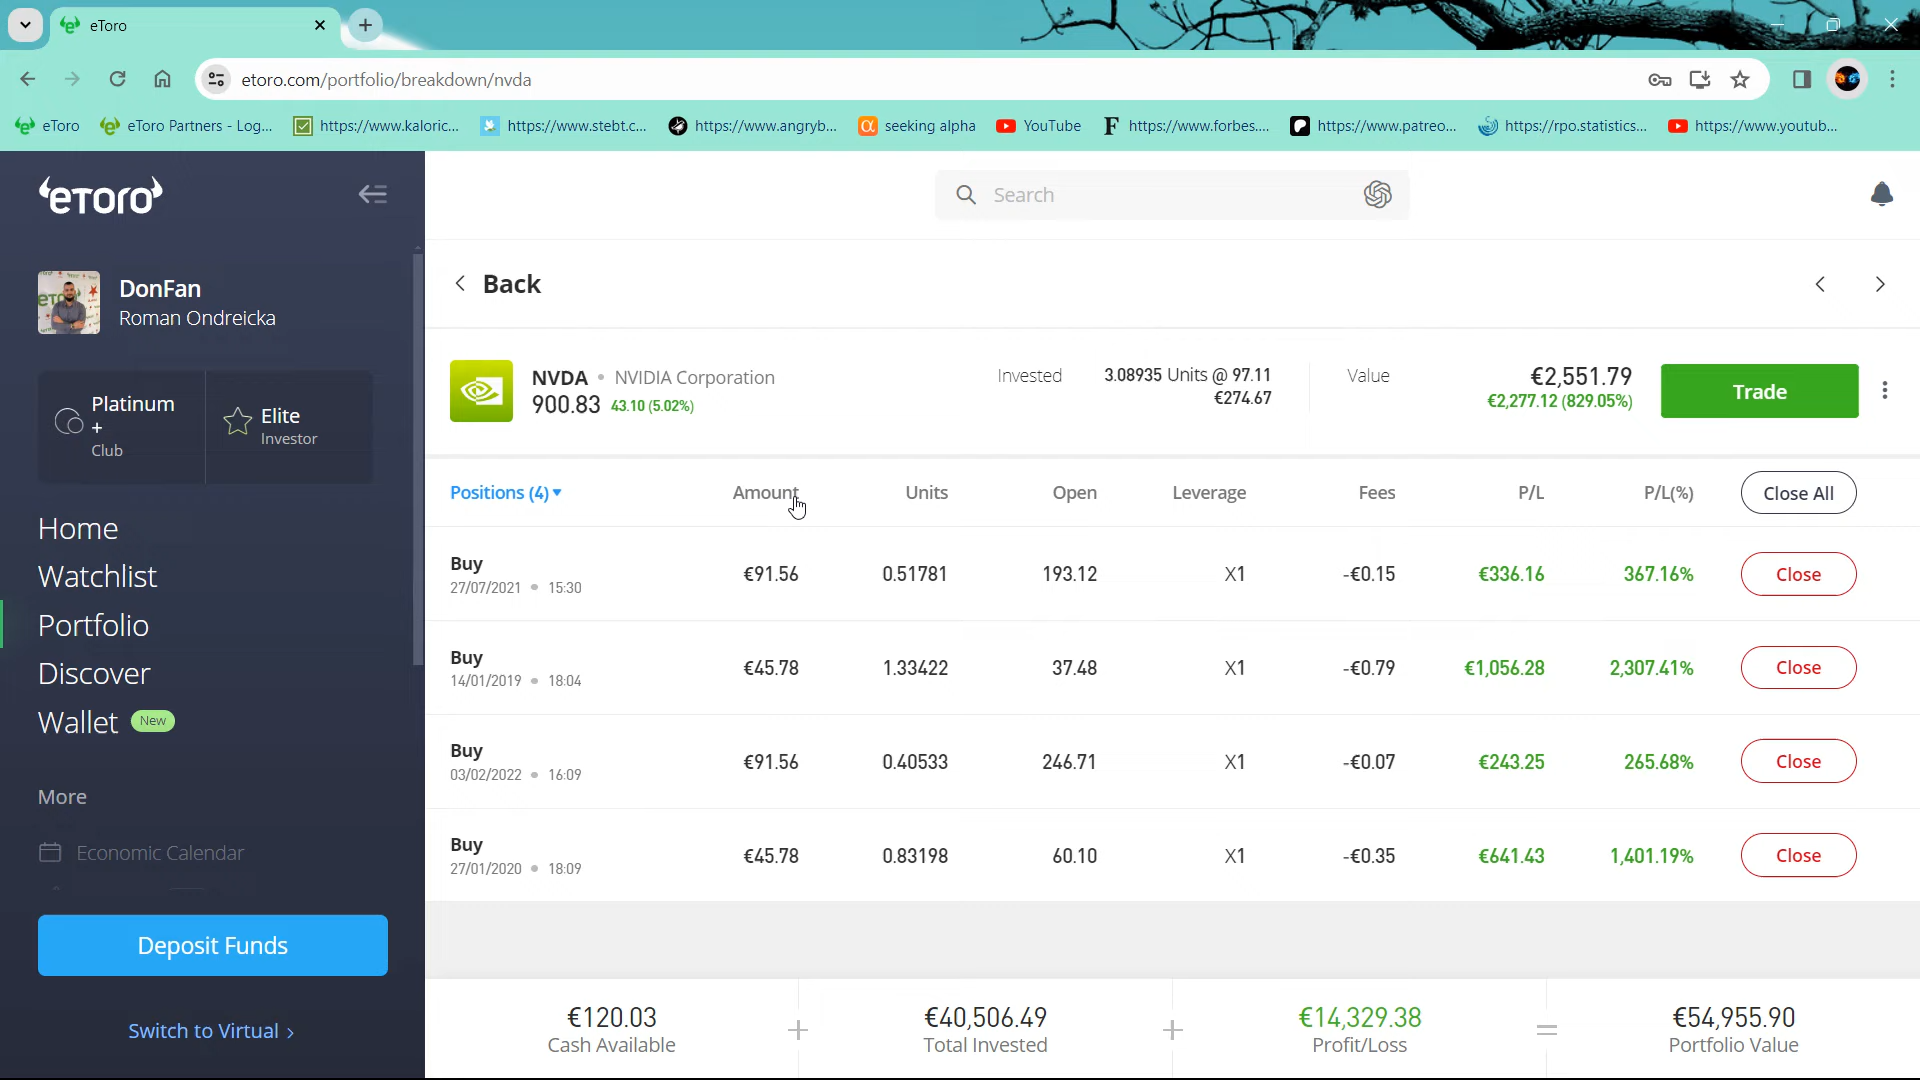 eToro
etoro.com/portfolio/breakdown/nvda
eToro
eToro Partners - Log...
https://www.kaloric...
https://www.stebt.c...
https://www.angryb...
seeking alpha
YouTube
https://www.forbes....
https://www.patreo...
https://rpo.statistics...
https://www.youtub...
eToro
Search
DonFan
Roman Ondreicka
Platinum
+
Club
Elite
Investor
Home
Watchlist
Portfolio
Discover
Wallet New
More
Economic Calendar
Deposit Funds
Switch to Virtual >
Back
NVDA • NVIDIA Corporation
900.83 43.10 (5.02%)
Invested 3.08935 Units @ 97.11
€274.67
Value €2,551.79
€2,277.12 (829.05%)
Trade
Positions (4) Amount Units Open Leverage Fees P/L P/L(%) Close All
Buy
27/07/2021 • 15:30
€91.56 0.51781 193.12 X1 -€0.15 €336.16 367.16% Close
Buy
14/01/2019 • 18:04
€45.78 1.33422 37.48 X1 -€0.79 €1,056.28 2,307.41% Close
Buy
03/02/2022 • 16:09
€91.56 0.40533 246.71 X1 -€0.07 €243.25 265.68% Close
Buy
27/01/2020 • 18:09
€45.78 0.83198 60.10 X1 -€0.35 €641.43 1,401.19% Close
€120.03 + €40,506.49 + €14,329.38 = €54,955.90
Cash Available Total Invested Profit/Loss Portfolio Value